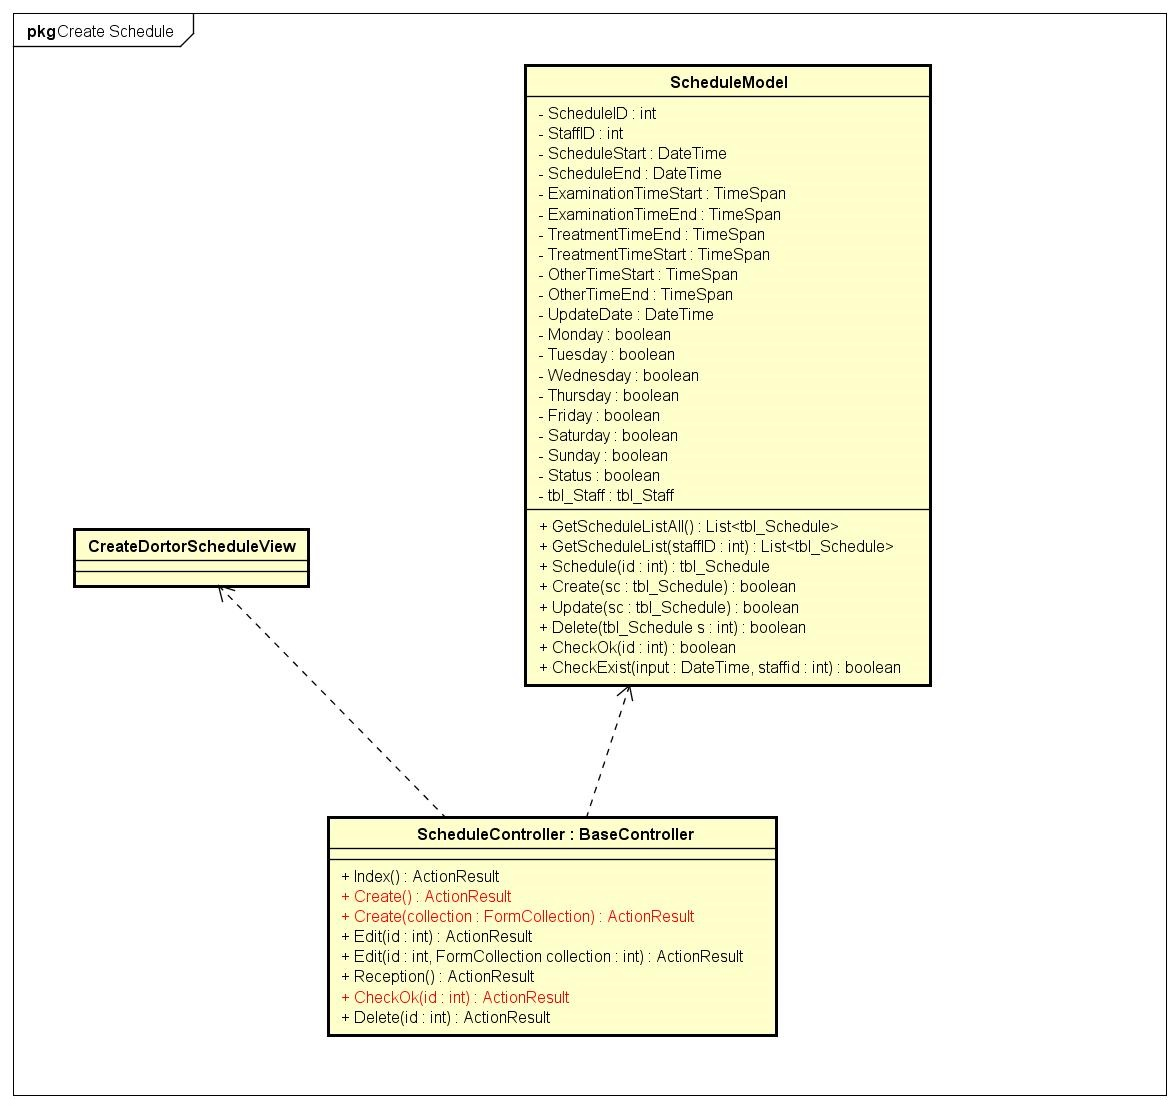 pkg Create Schedule
ScheduleModel
- ScheduleID : int
- StaffID : int
- ScheduleStart : DateTime
- ScheduleEnd : DateTime
- ExaminationTimeStart : TimeSpan
- ExaminationTimeEnd : TimeSpan
- TreatmentTimeEnd : TimeSpan
- TreatmentTimeStart : TimeSpan
- OtherTimeStart : TimeSpan
- OtherTimeEnd : TimeSpan
- UpdateDate : DateTime
- Monday : boolean
- Tuesday : boolean
- Wednesday : boolean
- Thursday : boolean
- Friday : boolean
- Saturday : boolean
- Sunday : boolean
- Status : boolean
- tbl_Staff : tbl_Staff
+ GetScheduleListAll() : List<tbl_Schedule>
+ GetScheduleList(staffID : int) : List<tbl_Schedule>
+ Schedule(id : int) : tbl_Schedule
+ Create(sc : tbl_Schedule) : boolean
+ Update(sc : tbl_Schedule) : boolean
+ Delete(tbl_Schedule s : int) : boolean
+ CheckOk(id : int) : boolean
+ CheckExist(input : DateTime, staffid : int) : boolean
CreateDortorScheduleView
ScheduleController : BaseController
+ Index() : ActionResult
+ Create() : ActionResult
+ Create(collection : FormCollection) : ActionResult
+ Edit(id : int) : ActionResult
+ Edit(id : int, FormCollection collection : int) : ActionResult
+ Reception() : ActionResult
+ CheckOk(id : int) : ActionResult
+ Delete(id : int) : ActionResult